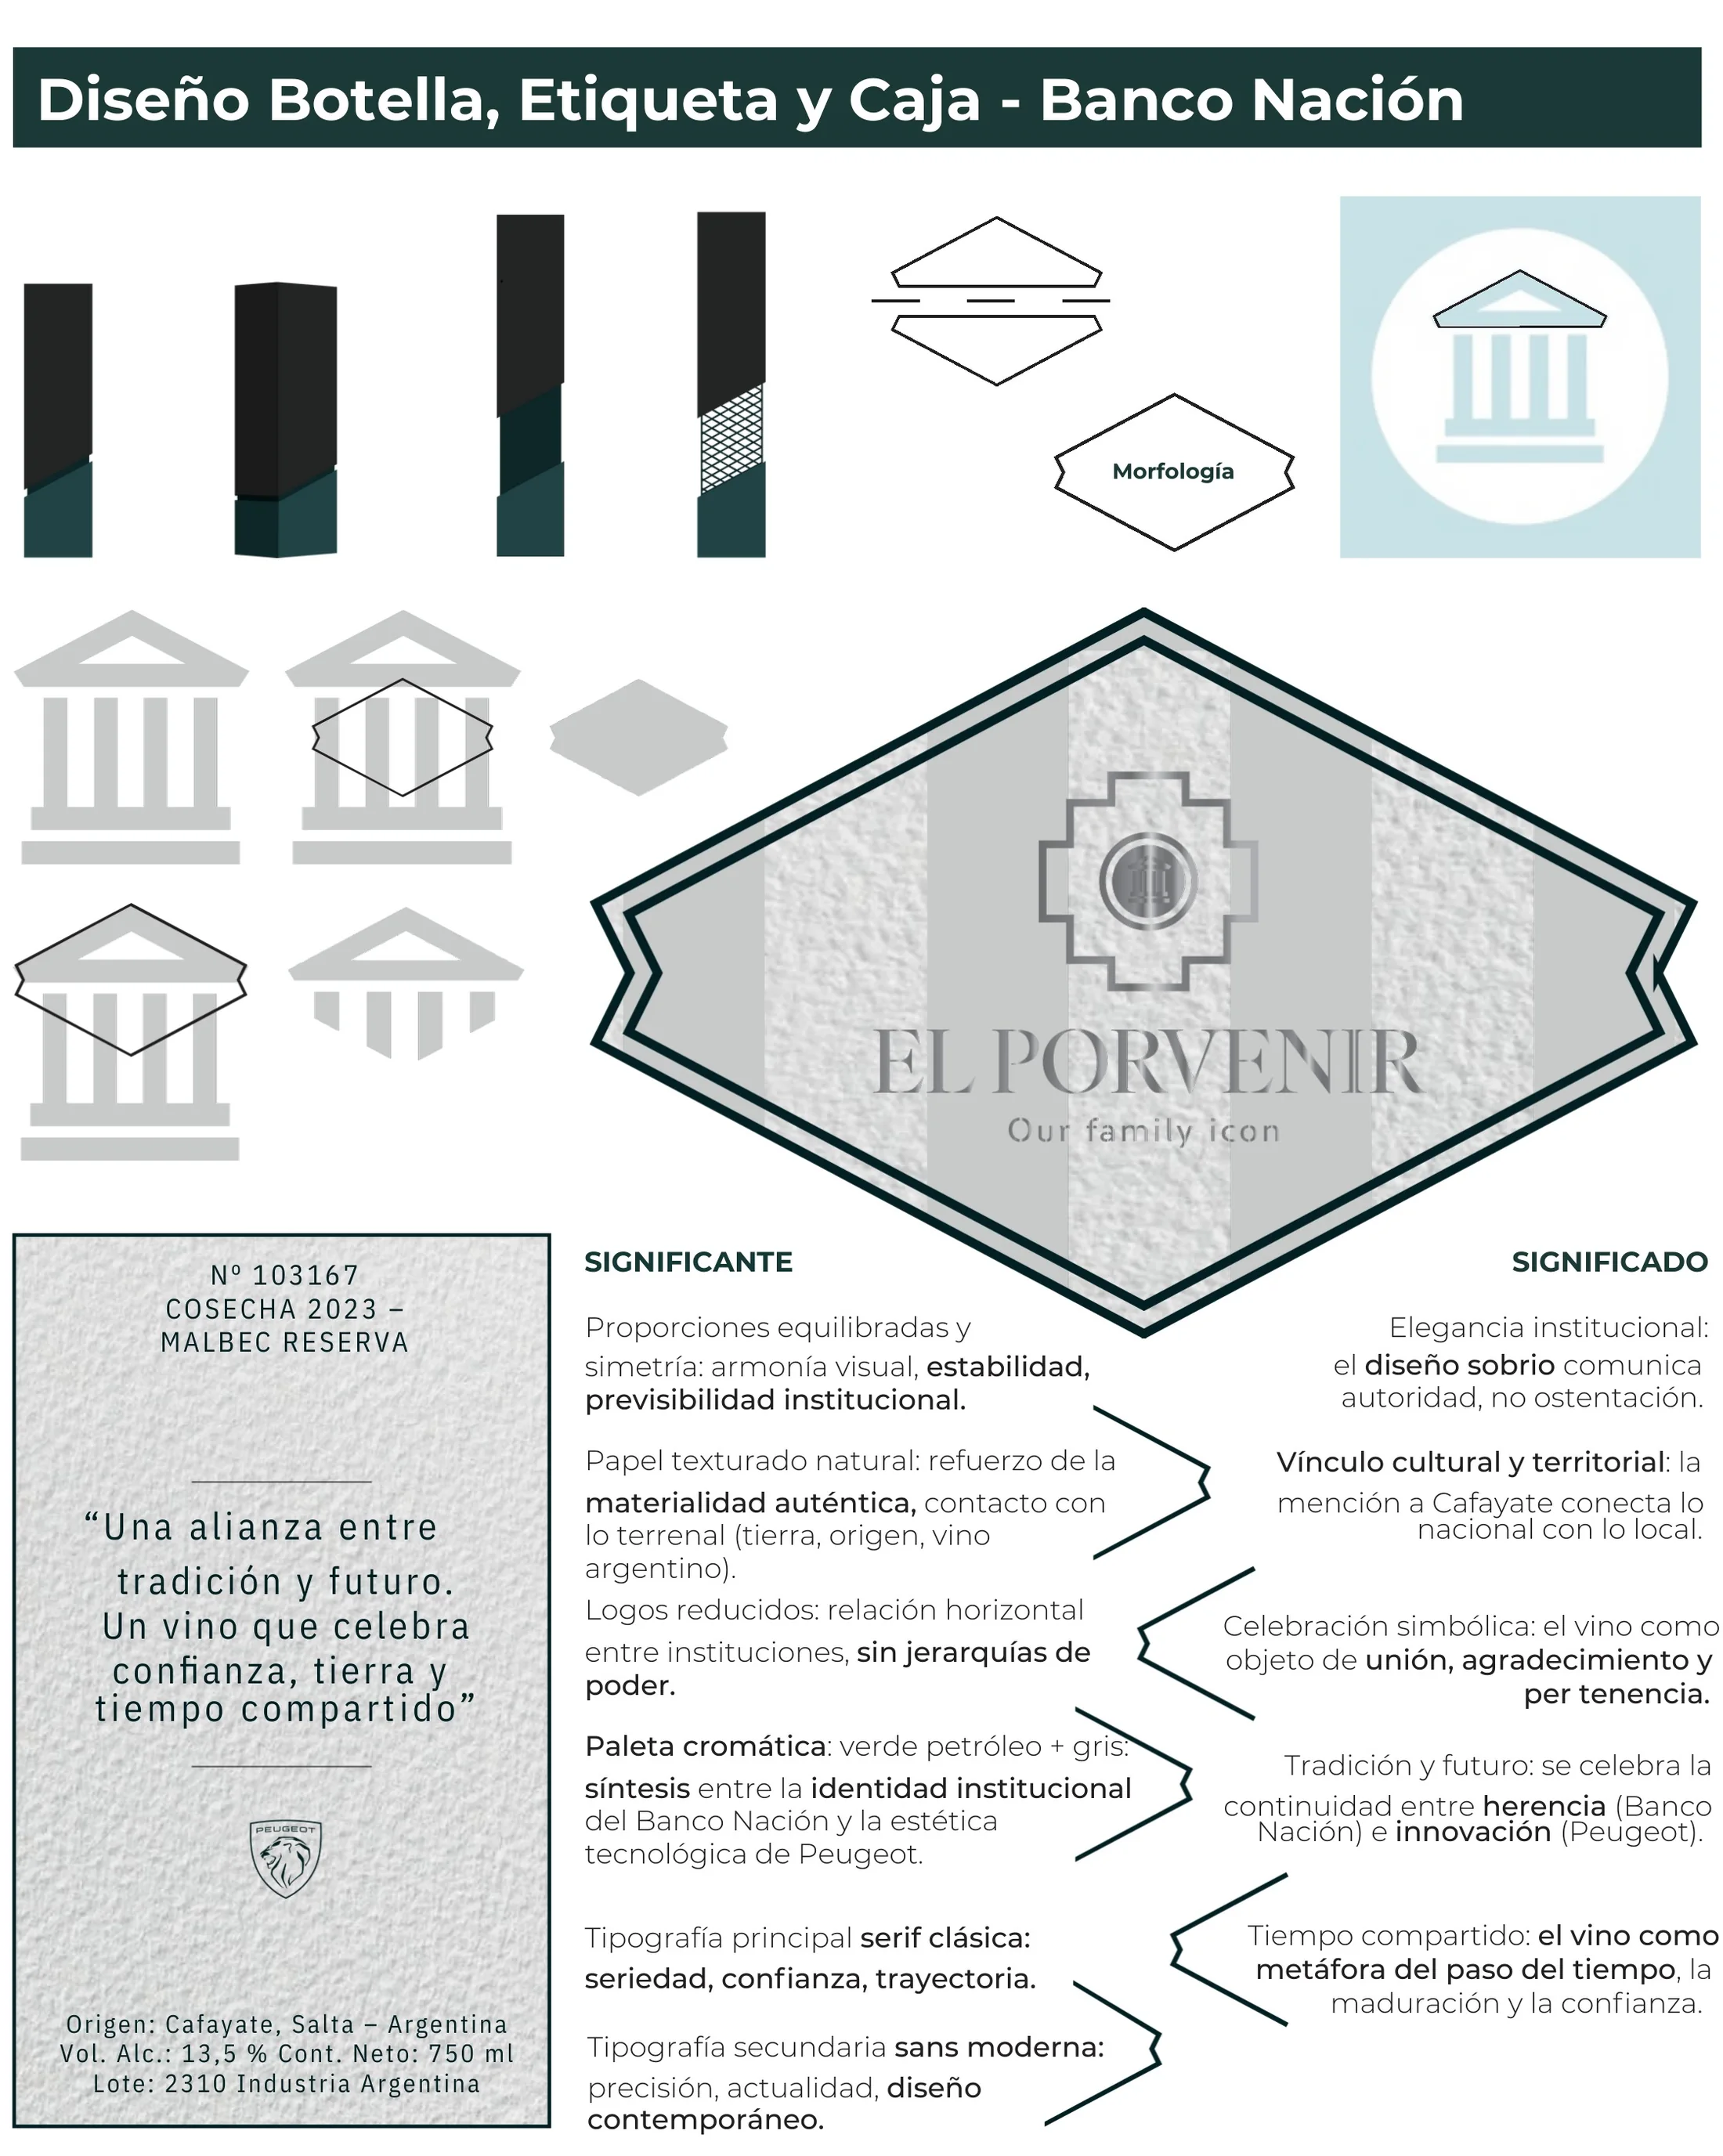 Diseño Botella, Etiqueta y Caja - Banco Nación
Morfología
EL PORVENIR
Our family icon
Nº 103167
COSECHA 2023 –
MALBEC RESERVA
“Una alianza entre
tradición y futuro.
Un vino que celebra
confianza, tierra y
tiempo compartido”
PEUGEOT
Origen: Cafayate, Salta – Argentina
Vol. Alc.: 13,5 % Cont. Neto: 750 ml
Lote: 2310 Industria Argentina
SIGNIFICANTE
Proporciones equilibradas y
simetría: armonía visual, estabilidad,
previsibilidad institucional.
Papel texturado natural: refuerzo de la
materialidad auténtica, contacto con
lo terrenal (tierra, origen, vino
argentino).
Logos reducidos: relación horizontal
entre instituciones, sin jerarquías de
poder.
Paleta cromática: verde petróleo + gris:
síntesis entre la identidad institucional
del Banco Nación y la estética
tecnológica de Peugeot.
Tipografía principal serif clásica:
seriedad, confianza, trayectoria.
Tipografía secundaria sans moderna:
precisión, actualidad, diseño
contemporáneo.
SIGNIFICADO
Elegancia institucional:
el diseño sobrio comunica
autoridad, no ostentación.
Vínculo cultural y territorial: la
mención a Cafayate conecta lo
nacional con lo local.
Celebración simbólica: el vino como
objeto de unión, agradecimiento y
per tenencia.
Tradición y futuro: se celebra la
continuidad entre herencia (Banco
Nación) e innovación (Peugeot).
Tiempo compartido: el vino como
metáfora del paso del tiempo, la
maduración y la confianza.